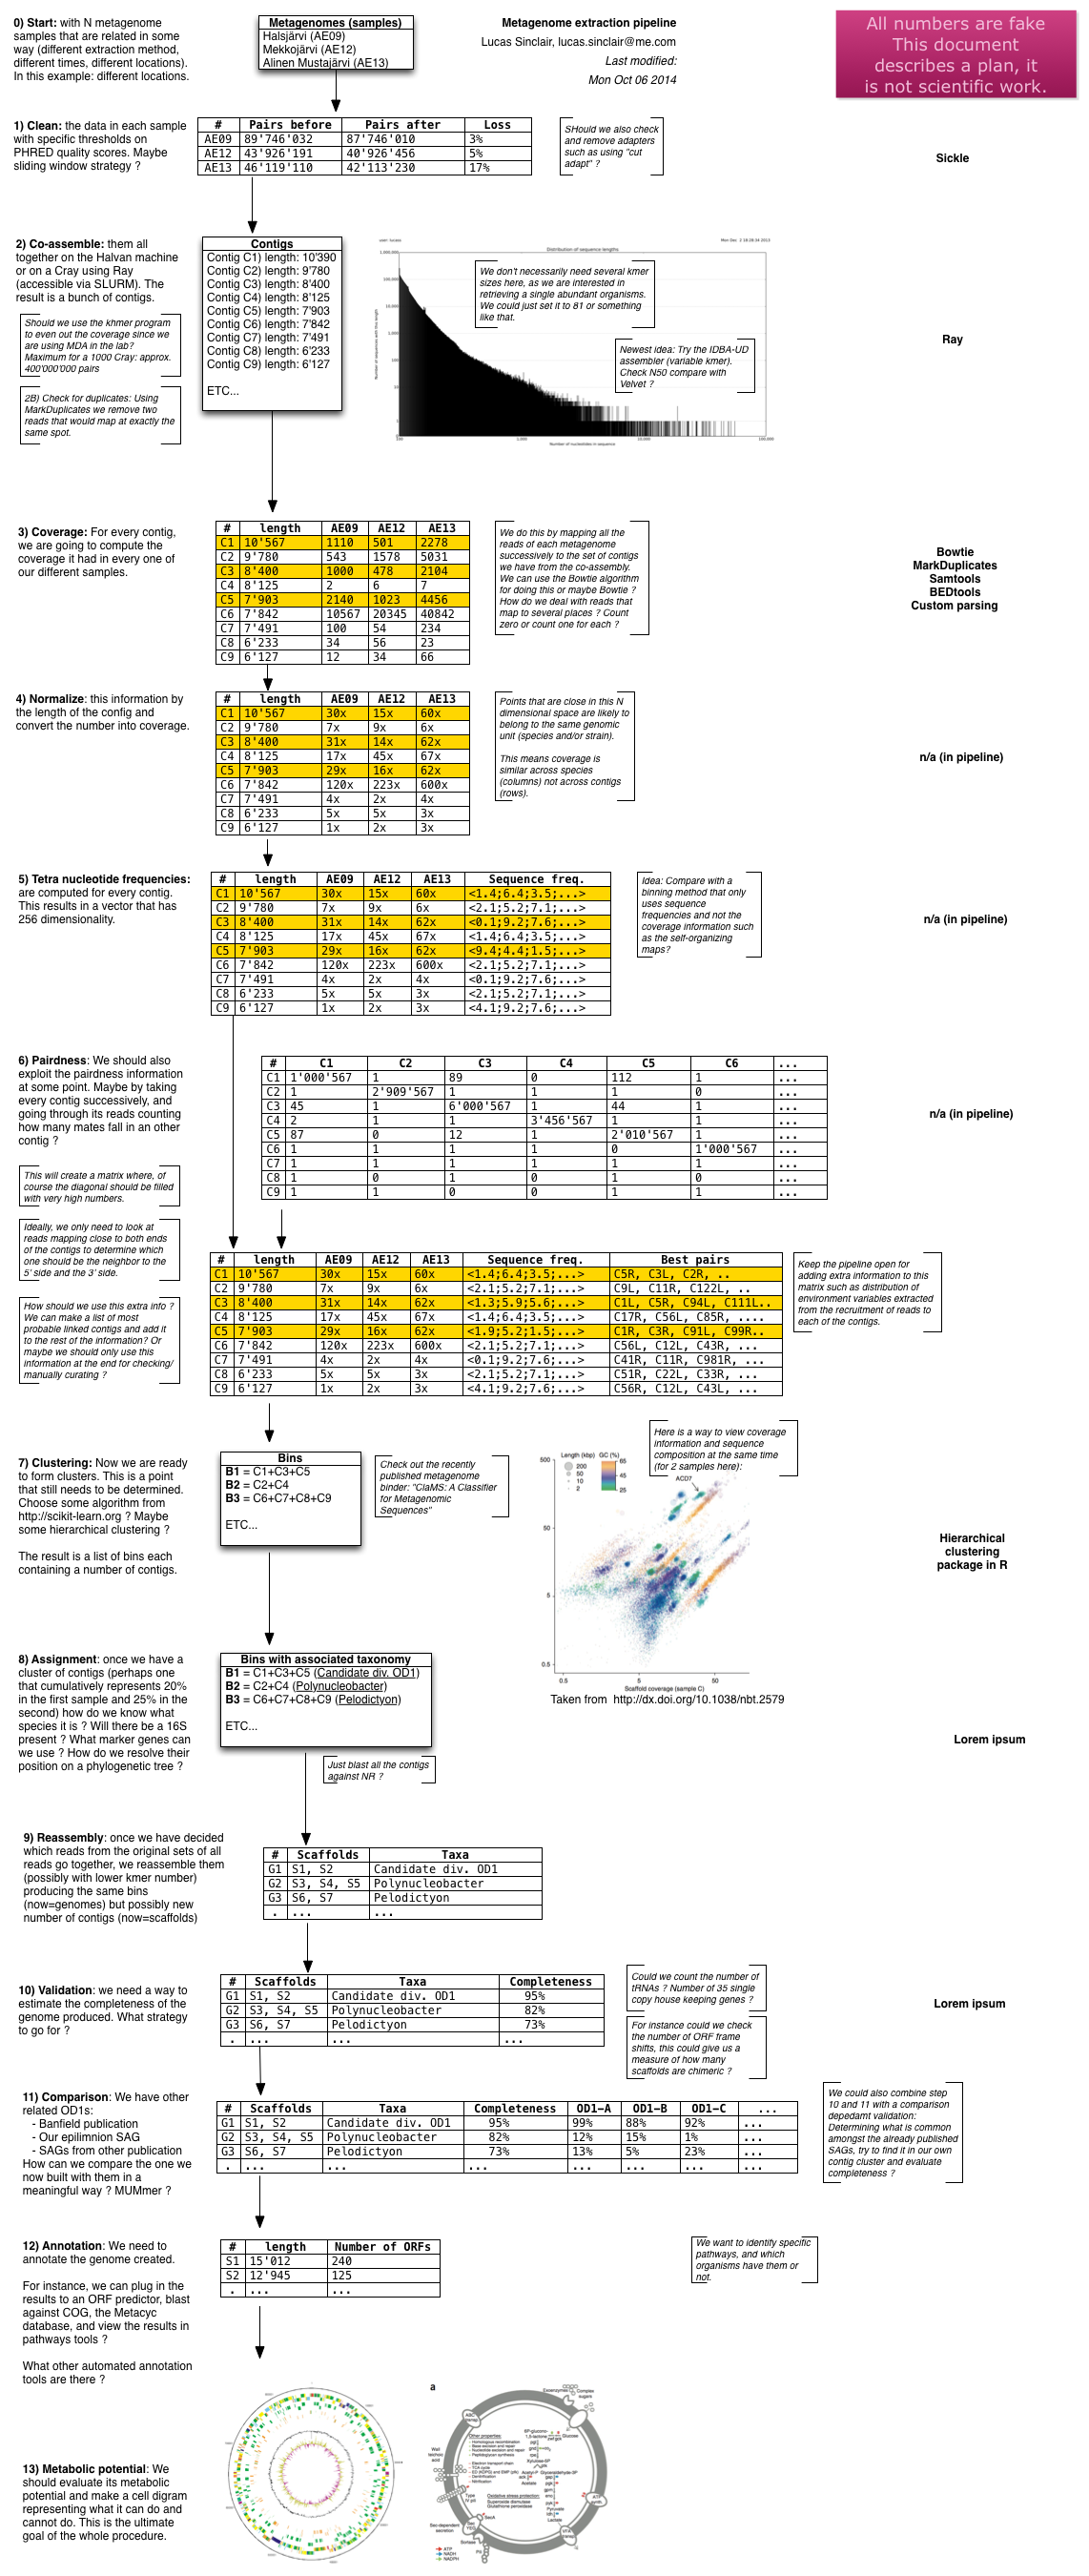 0) Start: with N metagenome
samples that are related in some
way (different extraction method,
different times, different locations).
In this example: different locations.
Metagenomes (samples)
Halsjärvi (AE09)
Mekkojärvi (AE12)
Alinen Mustajärvi (AE13)
Metagenome extraction pipeline
Lucas Sinclair, lucas.sinclair@me.com
Last modified:
Mon Oct 06 2014
All numbers are fake
This document
describes a plan, it
is not scientific work.
1) Clean: the data in each sample
with specific thresholds on
PHRED quality scores. Maybe
sliding window strategy ?
# Pairs before Pairs after Loss
AE09 89'746'032 87'746'010 3%
AE12 43'926'191 40'926'456 5%
AE13 46'119'110 42'113'230 17%
SHould we also check
and remove adapters
such as using "cut
adapt" ?
Sickle
2) Co-assemble: them all
together on the Halvan machine
or on a Cray using Ray
(accessible via SLURM). The
result is a bunch of contigs.
Should we use the khmer program
to even out the coverage since we
are using MDA in the lab?
Maximum for a 1000 Cray: approx.
400'000'000 pairs
2B) Check for duplicates: Using
MarkDuplicates we remove two
reads that would map at exactly the
same spot.
Contigs
Contig C1) length: 10'390
Contig C2) length: 9'780
Contig C3) length: 8'400
Contig C4) length: 8'125
Contig C5) length: 7'903
Contig C6) length: 7'842
Contig C7) length: 7'491
Contig C8) length: 6'233
Contig C9) length: 6'127
ETC...
Distribution of sequence lengths
We don't necessarily need several kmer
sizes here, as we are interested in
retrieving a single abundant organisms.
We could just set it to 81 or something
like that.
Newest idea: Try the IDBA-UD
assembler (variable kmer).
Check N50 compare with
Velvet ?
Number of nucleotides in sequence
Ray
3) Coverage: For every contig,
we are going to compute the
coverage it had in every one of
our different samples.
# length AE09 AE12 AE13
C1 10'567 1110 501 2278
C2 9'780 543 1578 5031
C3 8'400 1000 478 2104
C4 8'125 2 6 7
C5 7'903 2140 1023 4456
C6 7'842 10567 20345 40842
C7 7'491 100 54 234
C8 6'233 34 56 23
C9 6'127 12 34 66
We do this by mapping all the
reads of each metagenome
successively to the set of contigs
we have from the co-assembly.
We can use the Bowtie algorithm
for doing this or maybe Bowtie ?
How do we deal with reads that
map to several places ? Count
zero or count one for each ?
Bowtie
MarkDuplicates
Samtools
BEDtools
Custom parsing
4) Normalize: this information by
the length of the config and
convert the number into coverage.
# length AE09 AE12 AE13
C1 10'567 30x 15x 60x
C2 9'780 7x 9x 6x
C3 8'400 31x 14x 62x
C4 8'125 17x 45x 67x
C5 7'903 29x 16x 62x
C6 7'842 120x 223x 600x
C7 7'491 4x 2x 4x
C8 6'233 5x 5x 3x
C9 6'127 1x 2x 3x
Points that are close in this N
dimensional space are likely to
belong to the same genomic
unit (species and/or strain).
This means coverage is
similar across species
(columns) not across contigs
(rows).
n/a (in pipeline)
5) Tetra nucleotide frequencies:
are computed for every contig.
This results in a vector that has
256 dimensionality.
# length AE09 AE12 AE13 Sequence freq.
C1 10'567 30x 15x 60x <1.4;6.4;3.5;...>
C2 9'780 7x 9x 6x <2.1;5.2;7.1;...>
C3 8'400 31x 14x 62x <0.1;9.2;7.6;...>
C4 8'125 17x 45x 67x <1.4;6.4;3.5;...>
C5 7'903 29x 16x 62x <9.4;4.4;1.5;...>
C6 7'842 120x 223x 600x <2.1;5.2;7.1;...>
C7 7'491 4x 2x 4x <0.1;9.2;7.6;...>
C8 6'233 5x 5x 3x <2.1;5.2;7.1;...>
C9 6'127 1x 2x 3x <4.1;9.2;7.6;...>
Idea: Compare with a
binning method that only
uses sequence
frequencies and not the
coverage information such
as the self-organizing
maps?
n/a (in pipeline)
6) Pairdness: We should also
exploit the pairdness information
at some point. Maybe by taking
every contig successively, and
going through its reads counting
how many mates fall in an other
contig ?
This will create a matrix where, of
course the diagonal should be filled
with very high numbers.
Ideally, we only need to look at
reads mapping close to both ends
of the contigs to determine which
one should be the neighbor to the
5' side and the 3' side.
How should we use this extra info ?
We can make a list of most
probable linked contigs and add it
to the rest of the information? Or
maybe we should only use this
information at the end for checking/
manually curating ?
# C1 C2 C3 C4 C5 C6 ...
C1 1'000'567 1 89 0 112 1 ...
C2 1 2'909'567 1 1 1 0 ...
C3 45 1 6'000'567 1 44 1 ...
C4 2 1 1 3'456'567 1 1 ...
C5 87 0 12 1 2'010'567 1 ...
C6 1 1 1 1 0 1'000'567 ...
C7 1 1 1 1 1 1 ...
C8 1 0 1 0 1 0 ...
C9 1 1 0 0 1 1 ...
n/a (in pipeline)
# length AE09 AE12 AE13 Sequence freq. Best pairs
C1 10'567 30x 15x 60x <1.4;6.4;3.5;...> C5R, C3L, C2R, ..
C2 9'780 7x 9x 6x <2.1;5.2;7.1;...> C9L, C11R, C122L, ...
C3 8'400 31x 14x 62x <1.3;5.9;5.6;...> C1L, C5R, C94L, C111L..
C4 8'125 17x 45x 67x <1.4;6.4;3.5;...> C17R, C56L, C85R, ....
C5 7'903 29x 16x 62x <1.9;5.2;1.5;...> C1R, C3R, C91L, C99R..
C6 7'842 120x 223x 600x <2.1;5.2;7.1;...> C56L, C12L, C43R, ...
C7 7'491 4x 2x 4x <0.1;9.2;7.6;...> C41R, C11R, C981R, ...
C8 6'233 5x 5x 3x <2.1;5.2;7.1;...> C51R, C22L, C33R, ...
C9 6'127 1x 2x 3x <4.1;9.2;7.6;...> C56R, C12L, C43L, ...
Keep the pipeline open for
adding extra information to this
matrix such as distribution of
environment variables extracted
from the recruitment of reads to
each of the contigs.
7) Clustering: Now we are ready
to form clusters. This is a point
that still needs to be determined.
Choose some algorithm from
http://scikit-learn.org ? Maybe
some hierarchical clustering ?
The result is a list of bins each
containing a number of contigs.
Bins
B1 = C1+C3+C5
B2 = C2+C4
B3 = C6+C7+C8+C9
ETC...
Check out the recently
published metagenome
binder: "ClaMS: A Classifier
for Metagenomic
Sequences"
Here is a way to view coverage
information and sequence
composition at the same time
(for 2 samples here):
Length (kbp) GC (%)
200
50
10
2
65
45
25
ACD7
500
50
5
0.5
0.5 5 50
Scaffold coverage (sample C)
Taken from http://dx.doi.org/10.1038/nbt.2579
Hierarchical
clustering
package in R
8) Assignment: once we have a
cluster of contigs (perhaps one
that cumulatively represents 20%
in the first sample and 25% in the
second) how do we know what
species it is ? Will there be a 16S
present ? What marker genes can
we use ? How do we resolve their
position on a phylogenetic tree ?
Bins with associated taxonomy
B1 = C1+C3+C5 (Candidate div. OD1)
B2 = C2+C4 (Polynucleobacter)
B3 = C6+C7+C8+C9 (Pelodictyon)
ETC...
Just blast all the contigs
against NR ?
Lorem ipsum
9) Reassembly: once we have decided
which reads from the original sets of all
reads go together, we reassemble them
(possibly with lower kmer number)
producing the same bins
(now=genomes) but possibly new
number of contigs (now=scaffolds)
# Scaffolds Taxa
G1 S1, S2 Candidate div. OD1
G2 S3, S4, S5 Polynucleobacter
G3 S6, S7 Pelodictyon
. ... ...
10) Validation: we need a way to
estimate the completeness of the
genome produced. What strategy
to go for ?
# Scaffolds Taxa Completeness
G1 S1, S2 Candidate div. OD1 95%
G2 S3, S4, S5 Polynucleobacter 82%
G3 S6, S7 Pelodictyon 73%
. ... ... ...
Could we count the number of
tRNAs ? Number of 35 single
copy house keeping genes ?
For instance could we check
the number of ORF frame
shifts, this could give us a
measure of how many
scaffolds are chimeric ?
Lorem ipsum
11) Comparison: We have other
related OD1s:
- Banfield publication
- Our epilimnion SAG
- SAGs from other publication
How can we compare the one we
now built with them in a
meaningful way ? MUMmer ?
# Scaffolds Taxa Completeness OD1-A OD1-B OD1-C ...
G1 S1, S2 Candidate div. OD1 95% 99% 88% 92% ...
G2 S3, S4, S5 Polynucleobacter 82% 12% 15% 1% ...
G3 S6, S7 Pelodictyon 73% 13% 5% 23% ...
. ... ... ... ... ... ... ...
We could also combine step
10 and 11 with a comparison
depedamt validation:
Determining what is common
amongst the already published
SAGs, try to find it in our own
contig cluster and evaluate
completeness ?
12) Annotation: We need to
annotate the genome created.
For instance, we can plug in the
results to an ORF predictor, blast
against COG, the Metacyc
database, and view the results in
pathways tools ?
What other automated annotation
tools are there ?
# length Number of ORFs
S1 15'012 240
S2 12'945 125
. ... ...
We want to identify specific
pathways, and which
organisms have them or
not.
13) Metabolic potential: We
should evaluate its metabolic
potential and make a cell digram
representing what it can do and
cannot do. This is the ultimate
goal of the whole procedure.
a
Glucose
Acetate
Lactate
SecA
ATP
NADH
NADPH